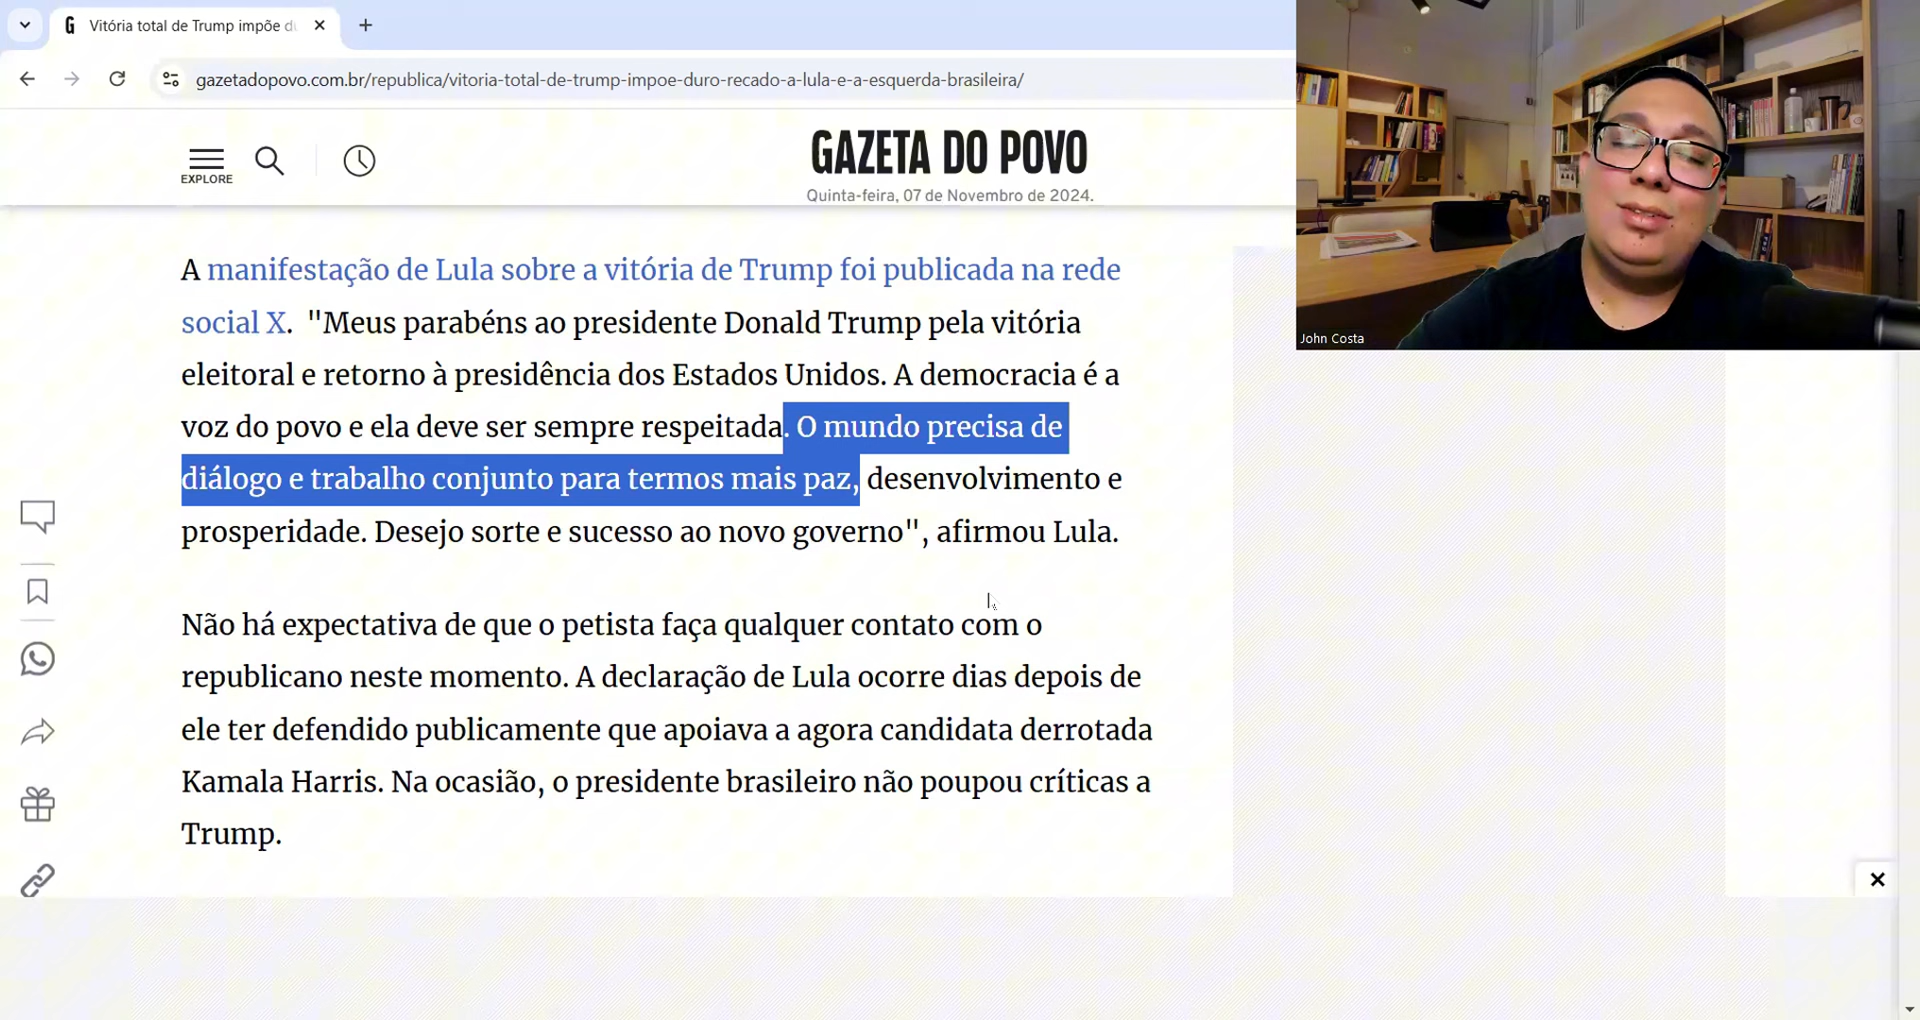 G Vitória total de Trump impõe d
gazetadopovo.com.br/republica/vitoria-total-de-trump-impoe-duro-recado-a-lula-e-a-esquerda-brasileira/
EXPLORE
GAZETA DO POVO
Quinta-feira, 07 de Novembro de 2024.
John Costa
A manifestação de Lula sobre a vitória de Trump foi publicada na rede
social X. "Meus parabéns ao presidente Donald Trump pela vitória
eleitoral e retorno à presidência dos Estados Unidos. A democracia é a
voz do povo e ela deve ser sempre respeitada. O mundo precisa de
diálogo e trabalho conjunto para termos mais paz, desenvolvimento e
prosperidade. Desejo sorte e sucesso ao novo governo", afirmou Lula.
Não há expectativa de que o petista faça qualquer contato com o
republicano neste momento. A declaração de Lula ocorre dias depois de
ele ter defendido publicamente que apoiava a agora candidata derrotada
Kamala Harris. Na ocasião, o presidente brasileiro não poupou críticas a
Trump.